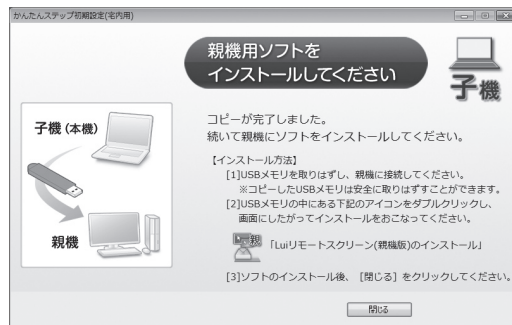 かんたんステップ初期設定(宅内用)
親機用ソフトを
インストールしてください
子機
コピーが完了しました。
続いて親機にソフトをインストールしてください。
【インストール方法】
[1]USBメモリを取りはずし、親機に接続してください。
※コピーしたUSBメモリは安全に取りはずすことができます。
[2]USBメモリの中にある下記のアイコンをダブルクリックし、
画面にしたがってインストールをおこなってください。
親 「Luiリモートスクリーン(親機版)のインストール」
[3]ソフトのインストール後、[閉じる]をクリックしてください。
子機 (本機)
親機
閉じる